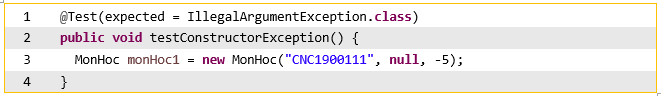 1 @Test(expected = IllegalArgumentException.class)
2 public void testConstructorException() {
3 MonHoc monHoc1 = new MonHoc("CNC1900111", null, -5);
4 }